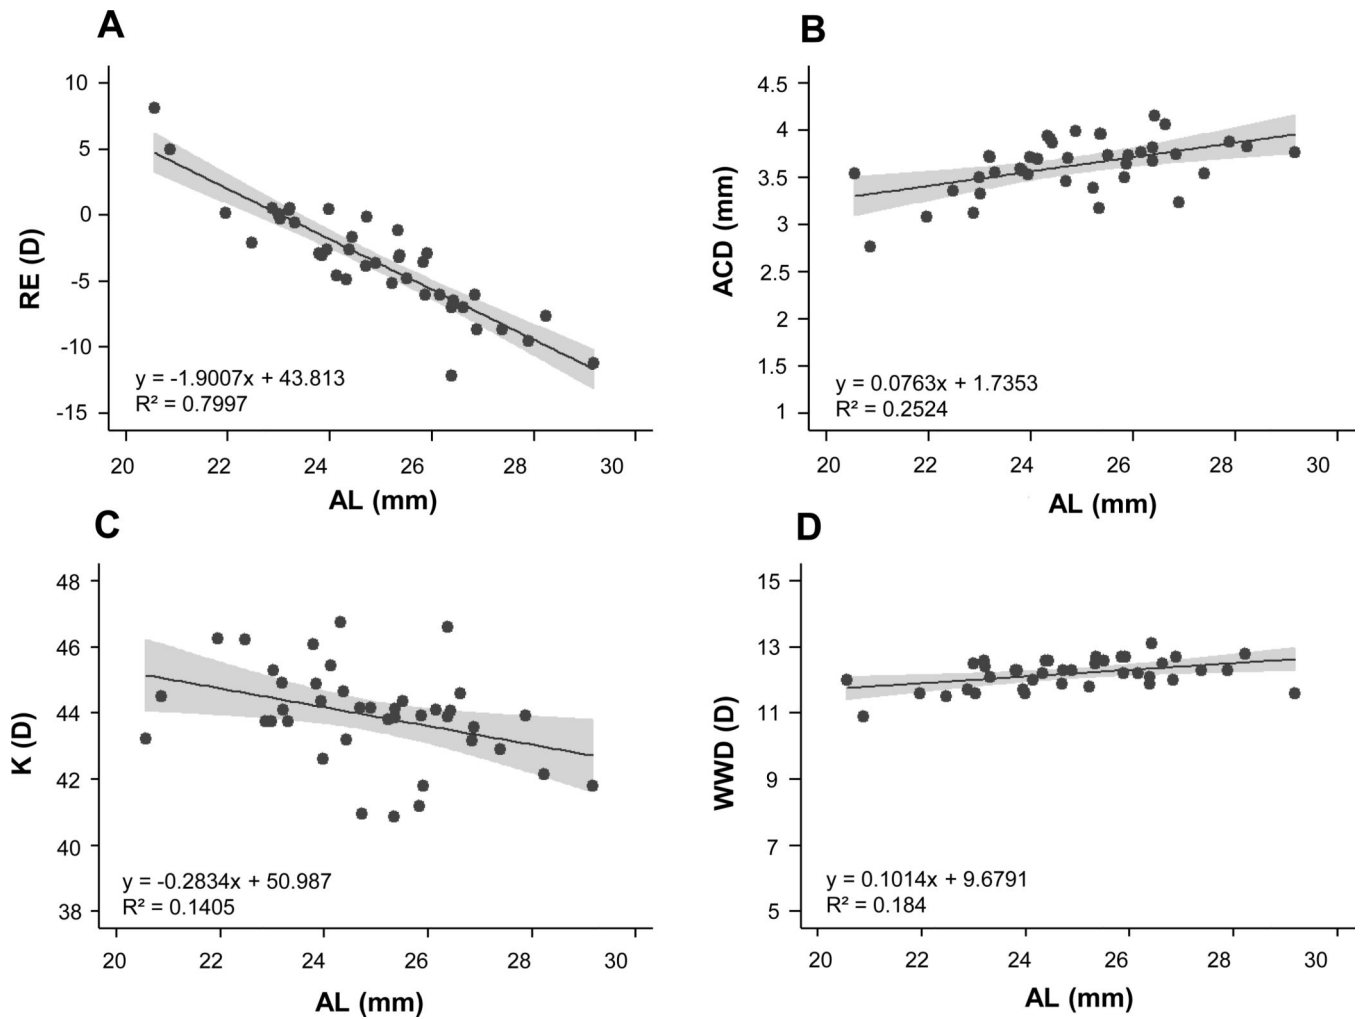 A
10
5
0
-5
-10
-15
RE (D)
y = -1.9007x + 43.813
R² = 0.7997
20 22 24 26 28 30
AL (mm)
B
4.5
4
3.5
3
2.5
2
1.5
1
ACD (mm)
y = 0.0763x + 1.7353
R² = 0.2524
20 22 24 26 28 30
AL (mm)
C
48
46
44
42
40
38
K (D)
y = -0.2834x + 50.987
R² = 0.1405
20 22 24 26 28 30
AL (mm)
D
15
13
11
9
7
5
WWD (D)
y = 0.1014x + 9.6791
R² = 0.184
20 22 24 26 28 30
AL (mm)